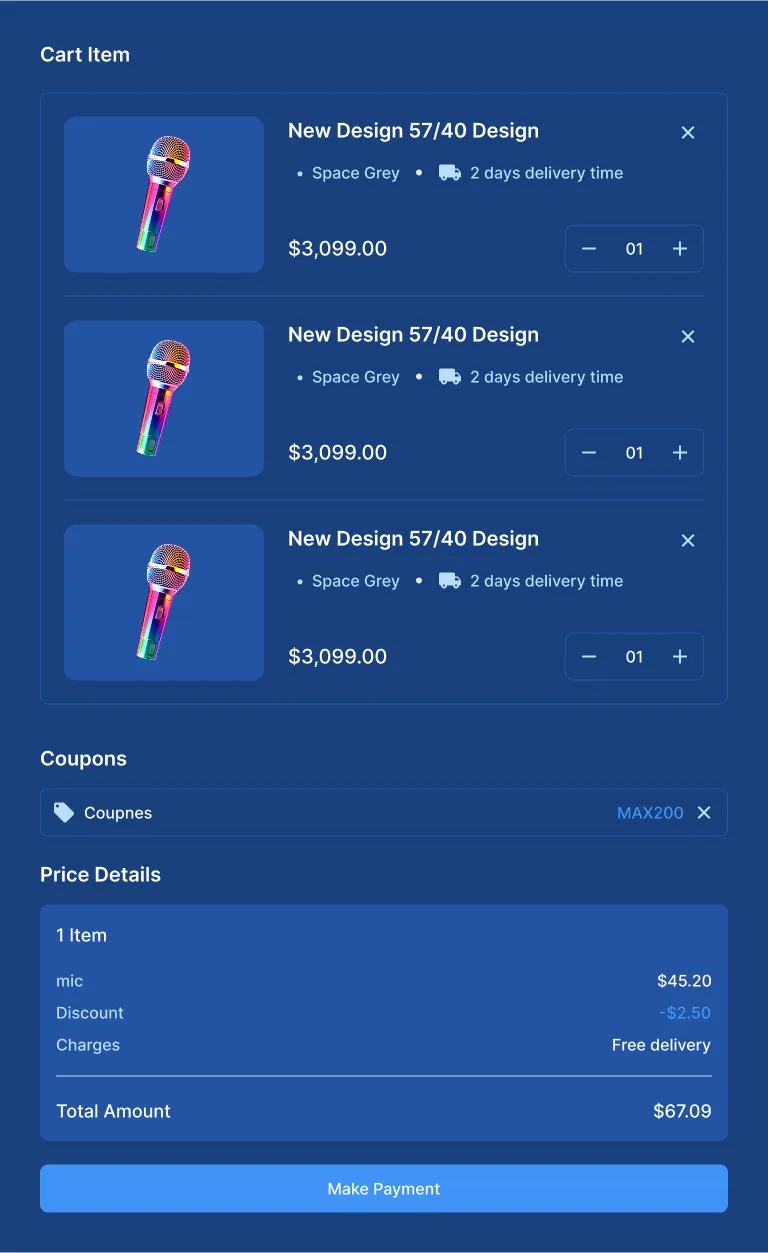 Cart Item
New Design 57/40 Design
• Space Grey • 2 days delivery time
$3,099.00 01
New Design 57/40 Design
• Space Grey • 2 days delivery time
$3,099.00 01
New Design 57/40 Design
• Space Grey • 2 days delivery time
$3,099.00 01
Coupons
Coupnes MAX200
Price Details
1 Item
mic $45.20
Discount -$2.50
Charges Free delivery
Total Amount $67.09
Make Payment